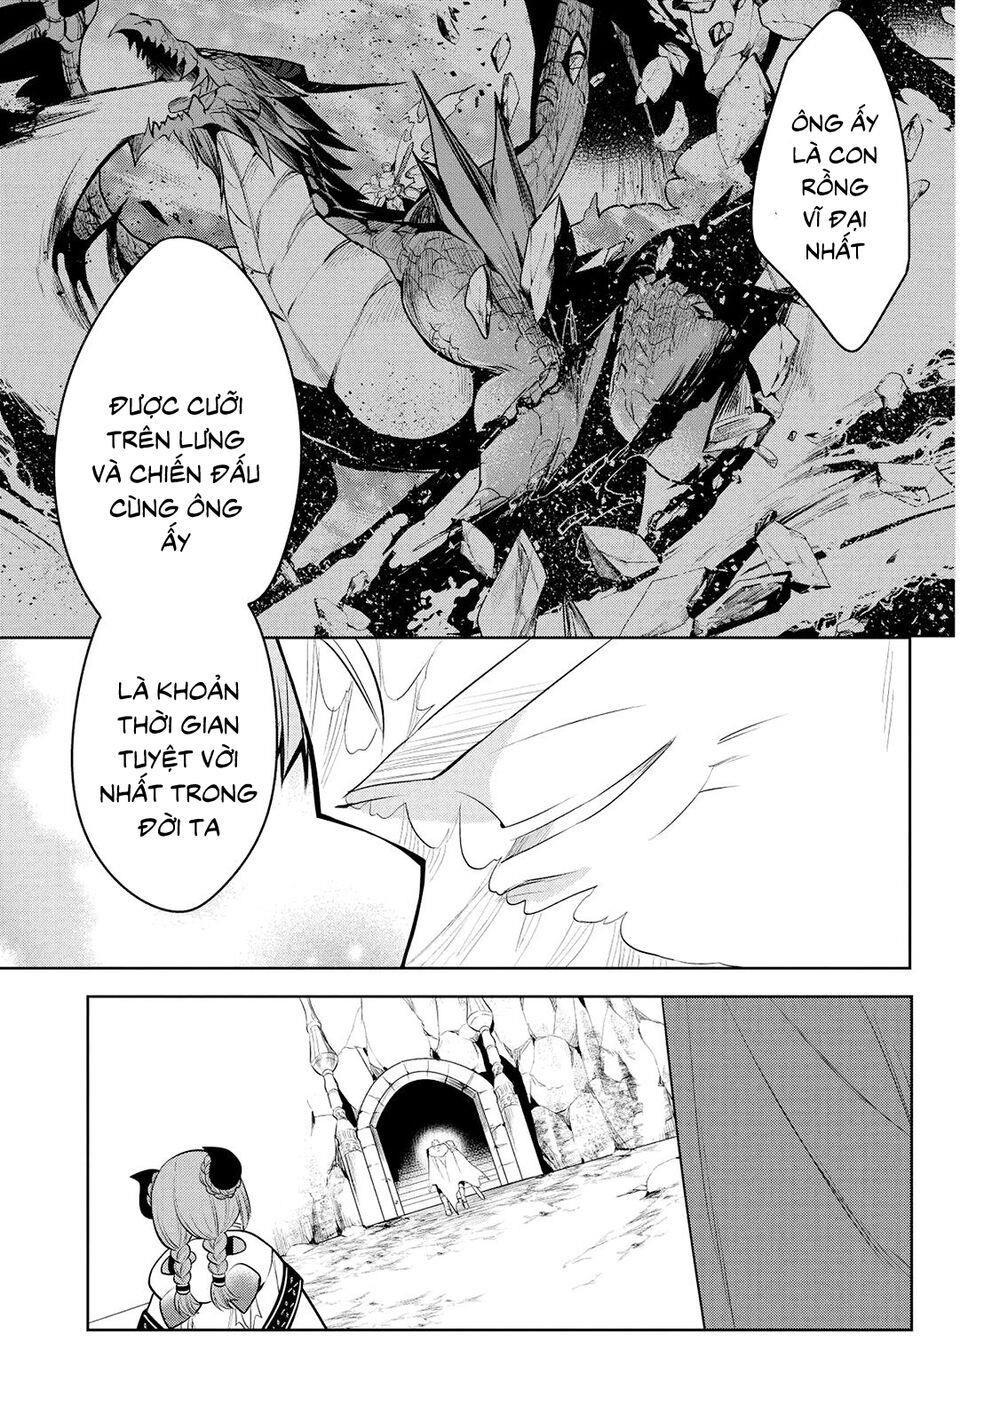 ÔNG ẤY
LÀ CON
RỒNG
VĨ ĐẠI
NHẤT
ĐƯỢC CƯỠI
TRÊN LƯNG
VÀ CHIẾN ĐẤU
CÙNG ÔNG
ẤY
LÀ KHOẢN
THỜI GIAN
TUYỆT VỜI
NHẤT TRONG
ĐỜI TA